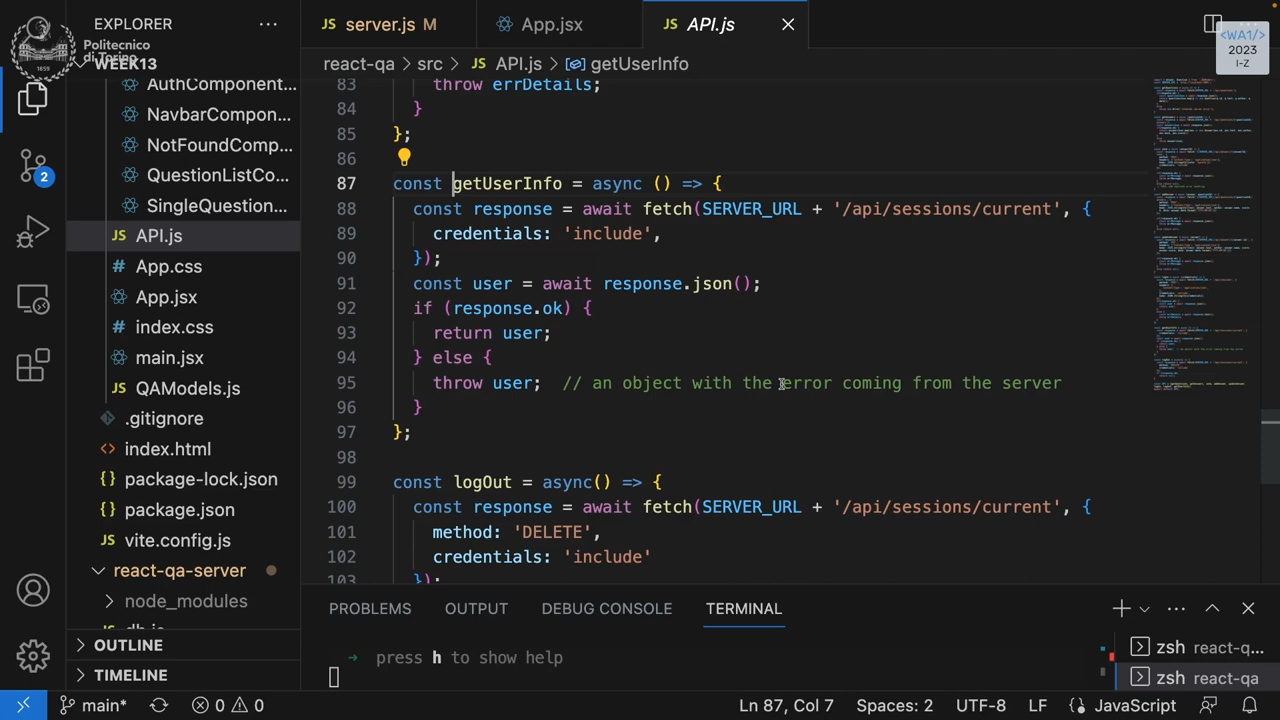 EXPLORER
Politecnico
di Torino
WEEK13
AuthComponent...
NavbarCompon...
NotFoundComp...
QuestionListCo...
SingleQuestion...
JS API.js
# App.css
App.jsx
# index.css
main.jsx
JS QAModels.js
.gitignore
<> index.html
{} package-lock.json
{} package.json
JS vite.config.js
react-qa-server
node_modules
OUTLINE
TIMELINE
2
JS server.js M
App.jsx
JS API.js
<WA1/>
2023
I-Z
react-qa > src > JS API.js > getUserInfo
83 throw errDetails;
84 }
85 };
86
87 const getUserInfo = async () => {
88 const response = await fetch(SERVER_URL + '/api/sessions/current', {
89 credentials: 'include',
90 });
91 const user = await response.json();
92 if (response.ok) {
93 return user;
94 } else {
95 throw user; // an object with the error coming from the server
96 }
97 };
98
99 const logOut = async() => {
100 const response = await fetch(SERVER_URL + '/api/sessions/current', {
101 method: 'DELETE',
102 credentials: 'include'
103 });
PROBLEMS OUTPUT DEBUG CONSOLE TERMINAL
→ press h to show help
zsh react-q...
zsh react-qa
main* 0 0 Ln 87, Col 7 Spaces: 2 UTF-8 LF {} JavaScript